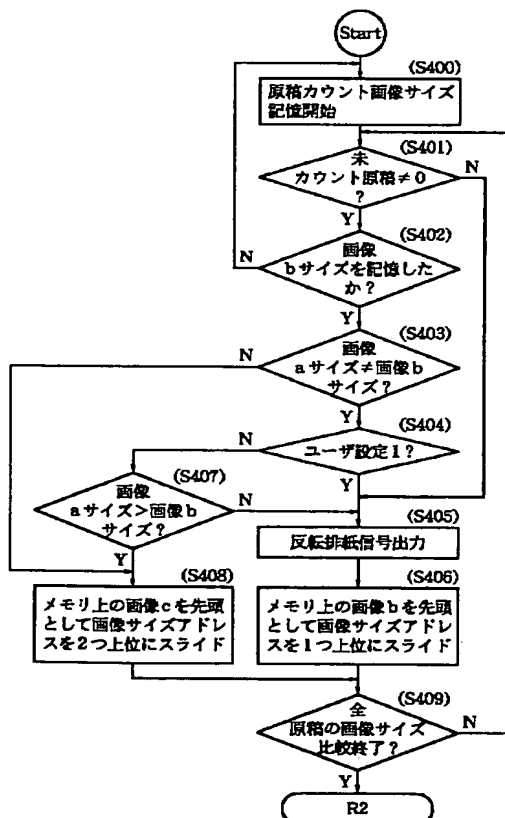 Start
(S400)
原稿カウント画像サイズ
記憶開始
(S401)
未
カウント原稿≠0
?
N
Y
(S402)
画像
bサイズを記憶した
か?
N
Y
(S403)
画像
aサイズ≠画像b
サイズ?
N
Y
(S404)
ユーザ設定1?
N
Y
(S407)
画像
aサイズ>画像b
サイズ?
N
Y
(S405)
反転排紙信号出力
(S408)
メモリ上の画像cを先頭
として画像サイズアドレ
スを2つ上位にスライド
(S406)
メモリ上の画像bを先頭
として画像サイズアドレ
スを1つ上位にスライド
(S409)
全
原稿の画像サイズ
比較終了?
N
Y
R2